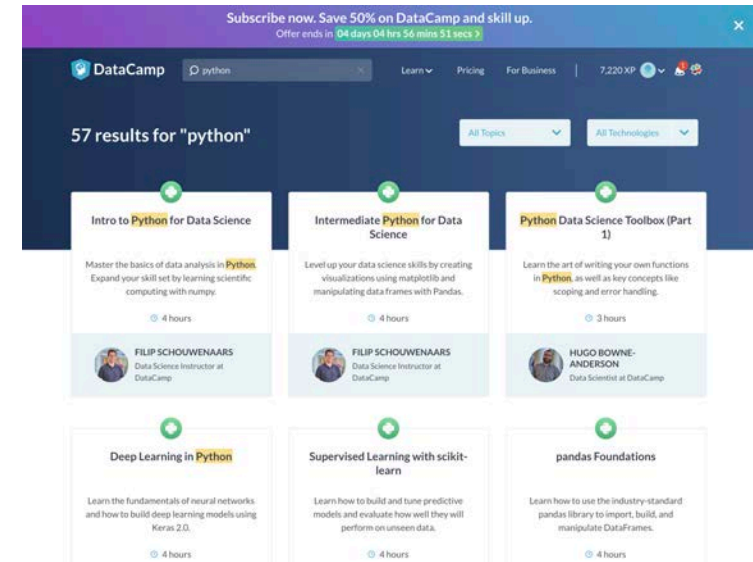 Subscribe now. Save 50% on DataCamp and skill up.
Offer ends in 04 days 04 hrs 56 mins 51 secs >
DataCamp
python
Learn
Pricing
For Business
7,220 XP
57 results for "python"
All Topics
All Technologies
Intro to Python for Data Science
Master the basics of data analysis in Python.
Expand your skill set by learning scientific
computing with numpy.
4 hours
FILIP SCHOUWENAARS
Data Science Instructor at
DataCamp
Intermediate Python for Data
Science
Level up your data science skills by creating
visualizations using matplotlib and
manipulating data frames with Pandas.
4 hours
FILIP SCHOUWENAARS
Data Science Instructor at
DataCamp
Python Data Science Toolbox (Part
1)
Learn the art of writing your own functions
in Python, as well as key concepts like
scoping and error handling.
3 hours
HUGO BOWNE-
ANDERSON
Data Scientist at DataCamp
Deep Learning in Python
Learn the fundamentals of neural networks
and how to build deep learning models using
Keras 2.0.
4 hours
Supervised Learning with scikit-
learn
Learn how to build and tune predictive
models and evaluate how well they will
perform on unseen data.
4 hours
pandas Foundations
Learn how to use the industry-standard
pandas library to import, build, and
manipulate DataFrames.
4 hours